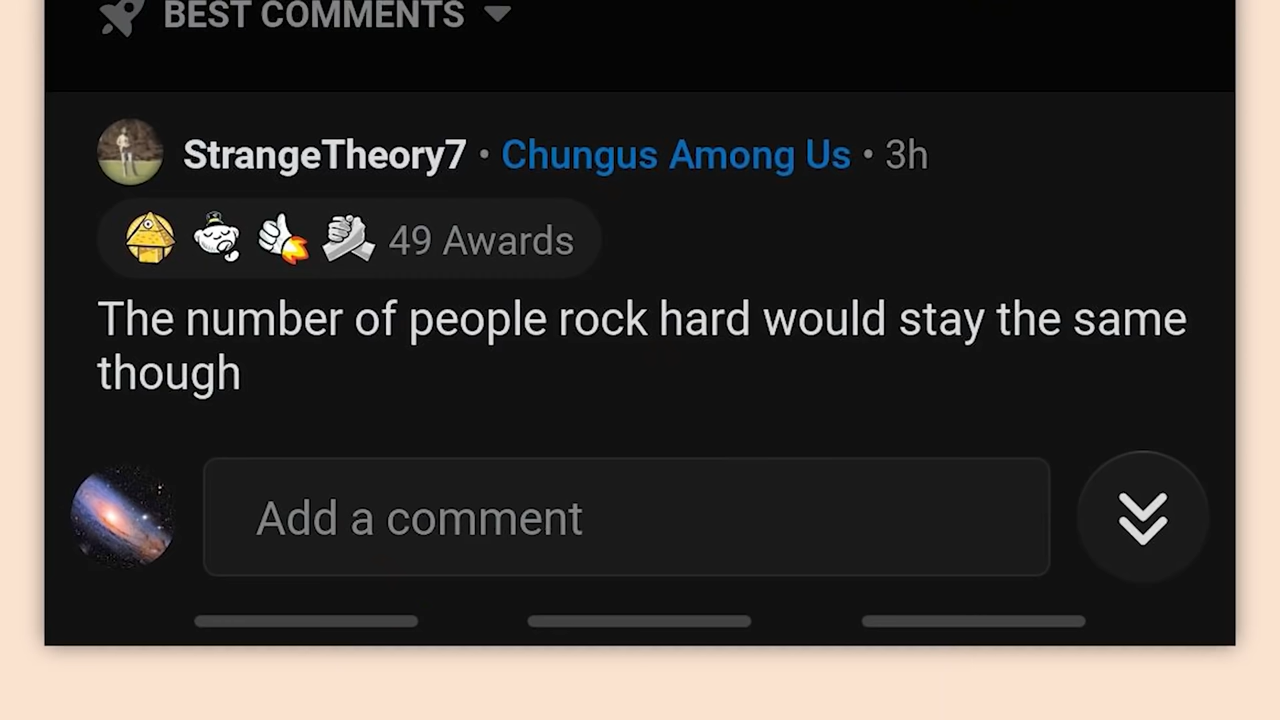 BEST COMMENTS
StrangeTheory7 • Chungus Among Us • 3h
49 Awards
The number of people rock hard would stay the same
though
Add a comment